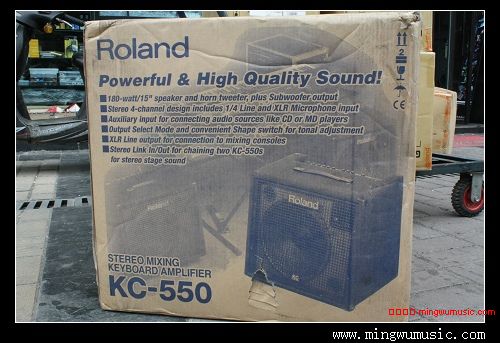 Roland
Powerful & High Quality Sound!
■ 180-watt/15" speaker and horn tweeter, plus Subwoofer output
■ Stereo 4-channel design includes 1/4 Line and XLR Microphone input
■ Auxiliary input for connecting audio sources like CD or MD players
■ Output Select Mode and convenient Shape switch for tonal adjustment
■ XLR Line output for connection to mixing consoles
■ Stereo Link In/Out for chaining two KC-550s
for stereo stage sound
2
CE
Roland
KC
STEREO MIXING
KEYBOARD AMPLIFIER
KC-550
mingwumusic.com
www.mingwumusic.com